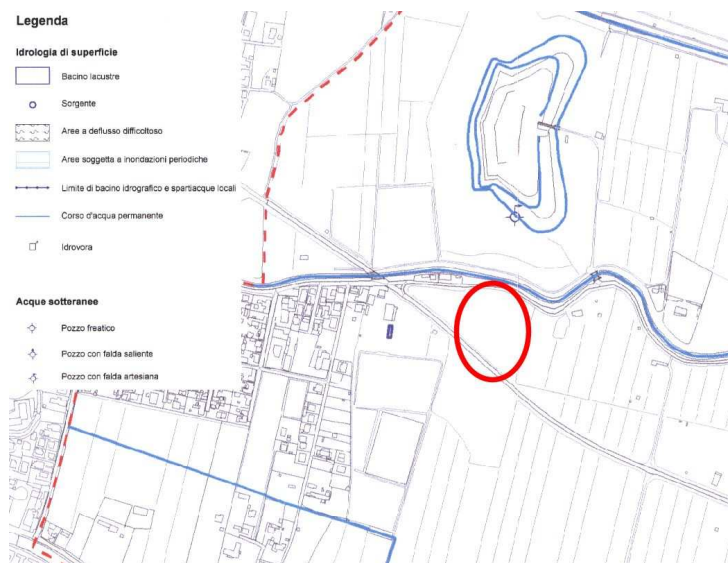 Legenda
Idrologia di superficie
Bacino lacustre
Sorgente
Aree a deflusso difficoltoso
Aree soggetta a inondazioni periodiche
Limite di bacino idrografico e spartiacque locali
Corso d'acqua permanente
Idrovora
Acque sotteranee
Pozzo freatico
Pozzo con falda saliente
Pozzo con falda artesiana